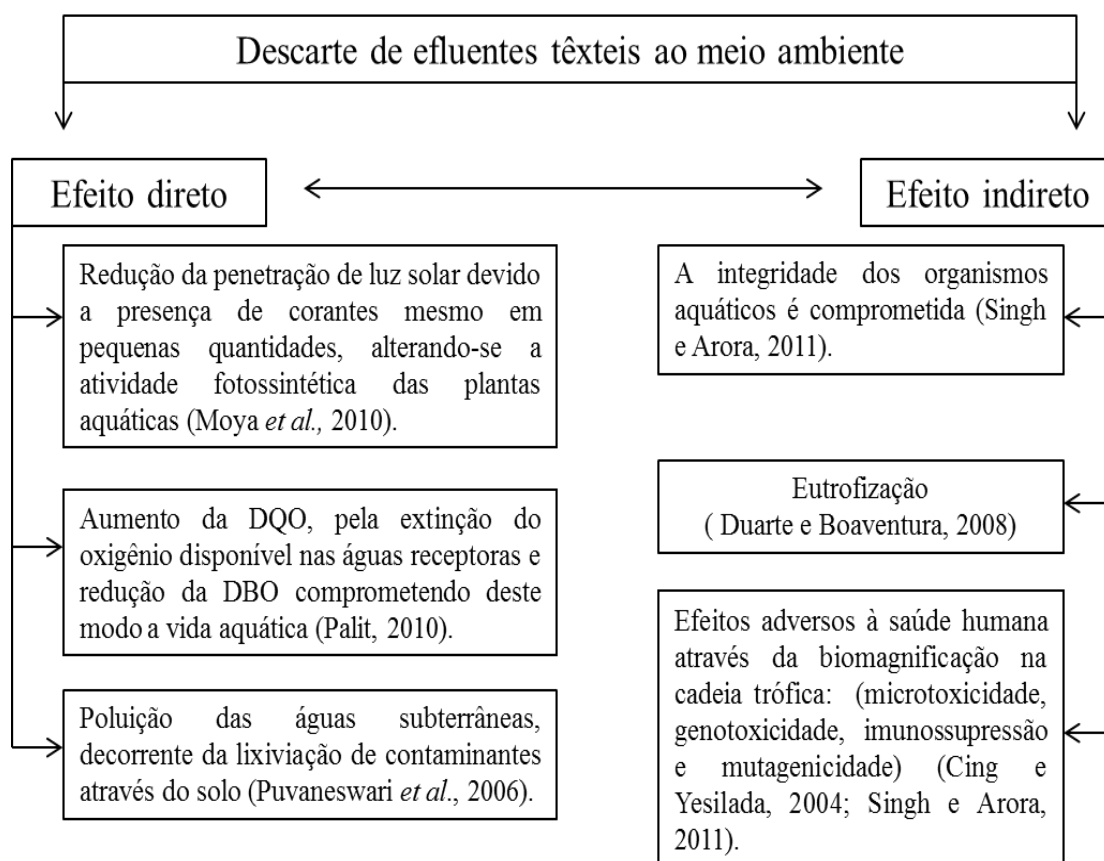 Descarte de efluentes têxteis ao meio ambiente
Efeito direto
Redução da penetração de luz solar devido
a presença de corantes mesmo em
pequenas quantidades, alterando-se a
atividade fotossintética das plantas
aquáticas (Moya et al., 2010).
Aumento da DQO, pela extinção do
oxigênio disponível nas águas receptoras e
redução da DBO comprometendo deste
modo a vida aquática (Palit, 2010).
Poluição das águas subterrâneas,
decorrente da lixiviação de contaminantes
através do solo (Puvaneswari et al., 2006).
Efeito indireto
A integridade dos organismos
aquáticos é comprometida (Singh
e Arora, 2011).
Eutrofização
( Duarte e Boaventura, 2008)
Efeitos adversos à saúde humana
através da biomagnificação na
cadeia trófica: (microtoxicidade,
genotoxicidade, imunossupressão
e mutagenicidade) (Cing e
Yesilada, 2004; Singh e Arora,
2011).